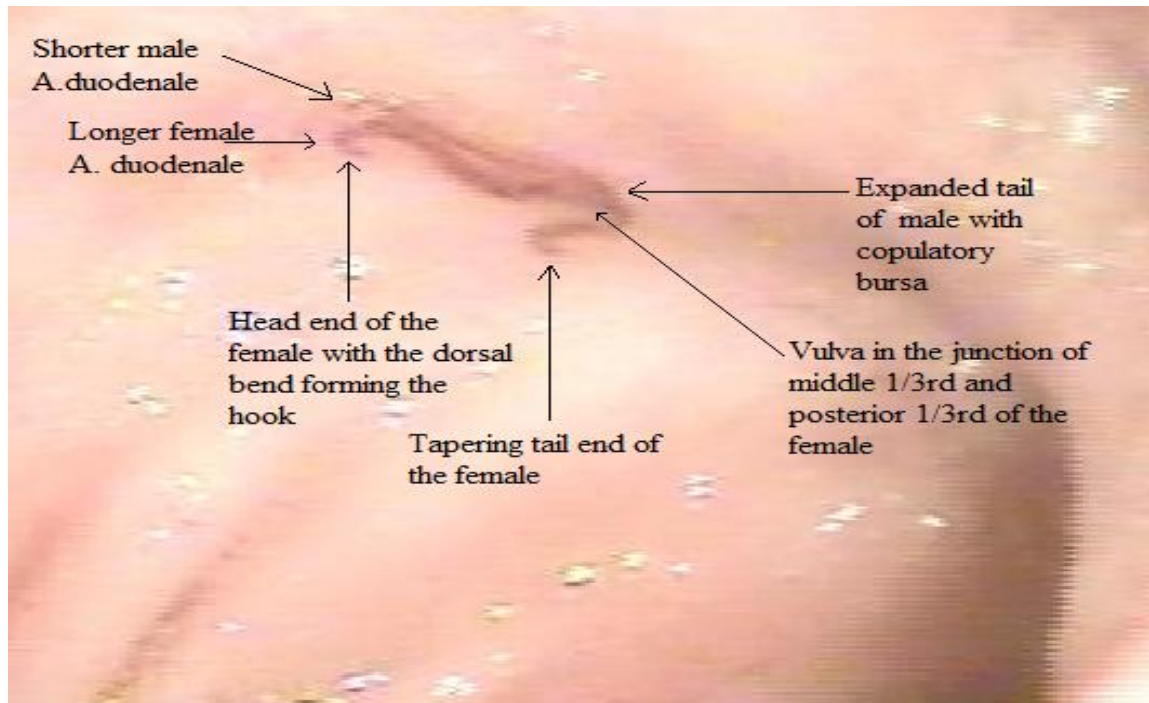 Shorter male
A.duodenale
Longer female
A. duodenale
Expanded tail
of male with
copulatory
bursa
Head end of the
female with the dorsal
bend forming the
hook
Vulva in the junction of
middle 1/3rd and
posterior 1/3rd of the
female
Tapering tail end of
the female